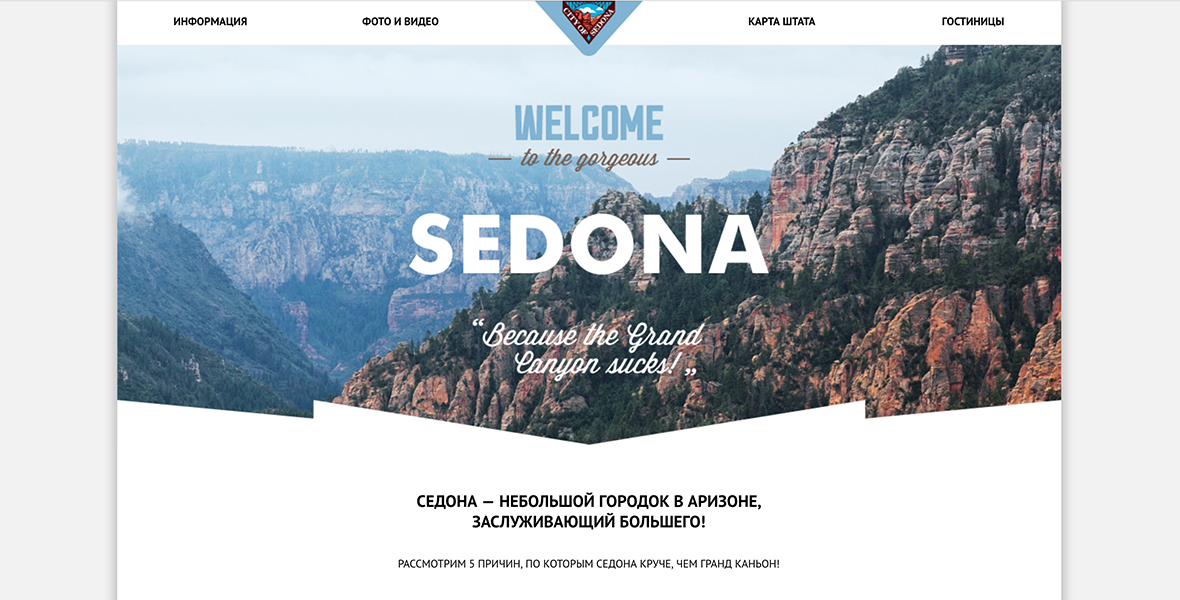 ИНФОРМАЦИЯ
ФОТО И ВИДЕО
CITY OF SEDONA
КАРТА ШТАТА
ГОСТИНИЦЫ
WELCOME
— to the gorgeous —
SEDONA
“Because the Grand
Canyon sucks! „
СЕДОНА — НЕБОЛЬШОЙ ГОРОДОК В АРИЗОНЕ,
ЗАСЛУЖИВАЮЩИЙ БОЛЬШЕГО!
РАССМОТРИМ 5 ПРИЧИН, ПО КОТОРЫМ СЕДОНА КРУЧЕ, ЧЕМ ГРАНД КАНЬОН!